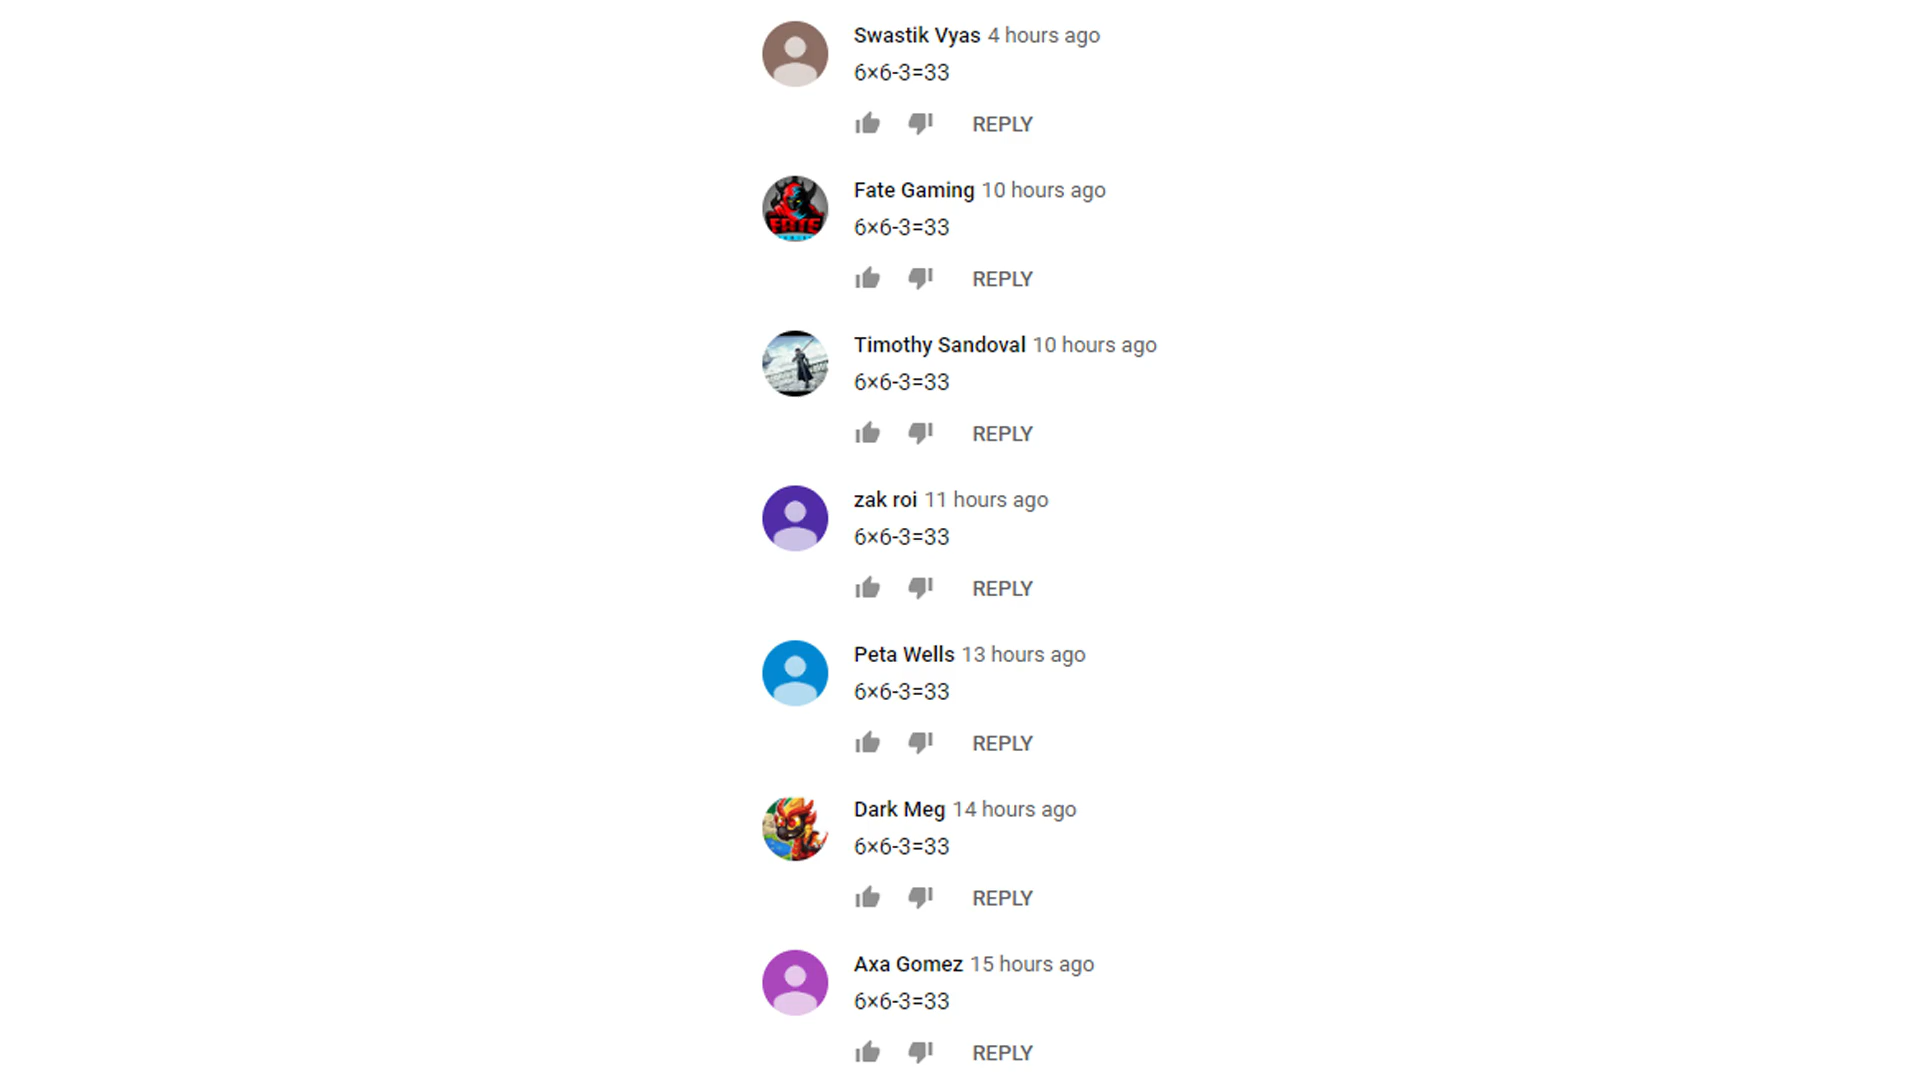 Swastik Vyas 4 hours ago
6×6-3=33
REPLY
Fate Gaming 10 hours ago
FATE
6×6-3=33
REPLY
Timothy Sandoval 10 hours ago
6×6-3=33
REPLY
zak roi 11 hours ago
6×6-3=33
REPLY
Peta Wells 13 hours ago
6×6-3=33
REPLY
Dark Meg 14 hours ago
6×6-3=33
REPLY
Axa Gomez 15 hours ago
6×6-3=33
REPLY